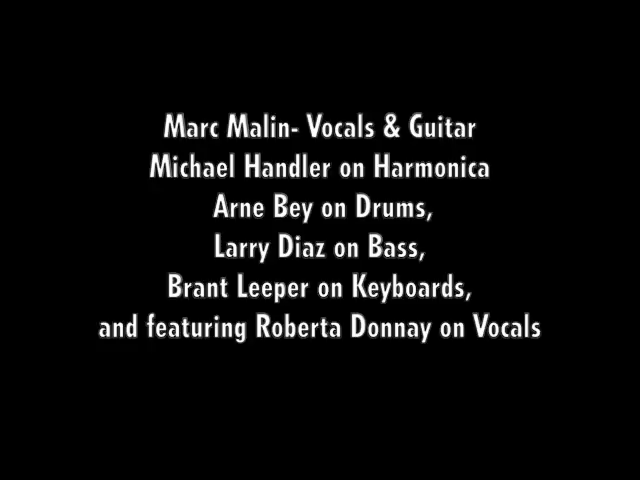 Marc Malin- Vocals & Guitar
Michael Handler on Harmonica
Arne Bey on Drums,
Larry Diaz on Bass,
Brant Leeper on Keyboards,
and featuring Roberta Donnay on Vocals